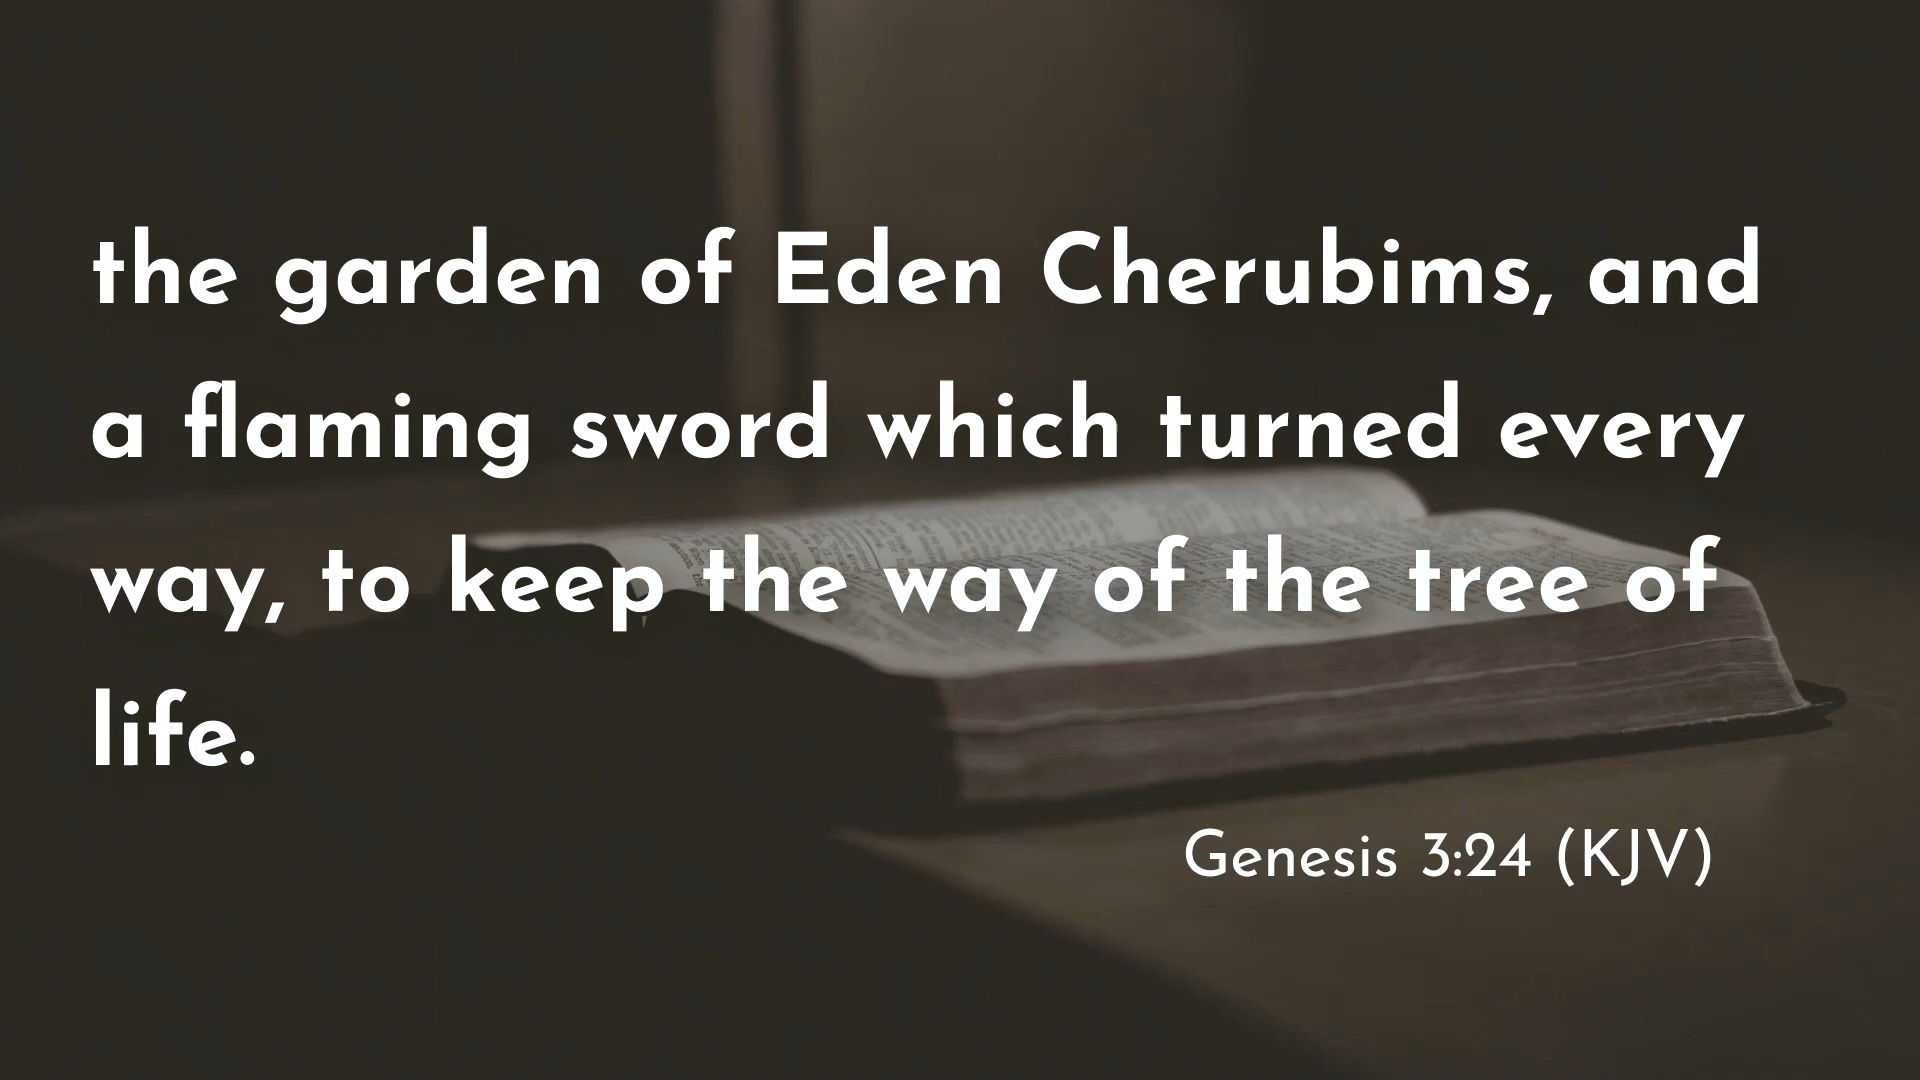 the garden of Eden Cherubims, and
a flaming sword which turned every
way, to keep the way of the tree of
life.
Genesis 3:24 (KJV)